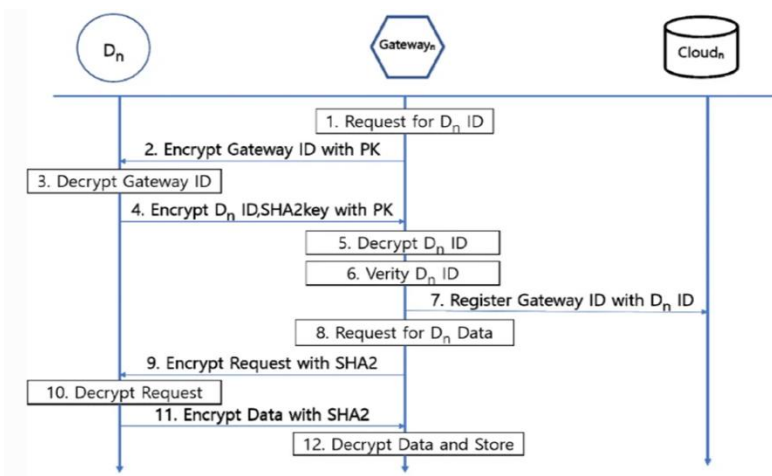 Dn
Gatewayn
Cloudn
1. Request for Dn ID
2. Encrypt Gateway ID with PK
3. Decrypt Gateway ID
4. Encrypt Dn ID,SHA2key with PK
5. Decrypt Dn ID
6. Verity Dn ID
7. Register Gateway ID with Dn ID
8. Request for Dn Data
9. Encrypt Request with SHA2
10. Decrypt Request
11. Encrypt Data with SHA2
12. Decrypt Data and Store